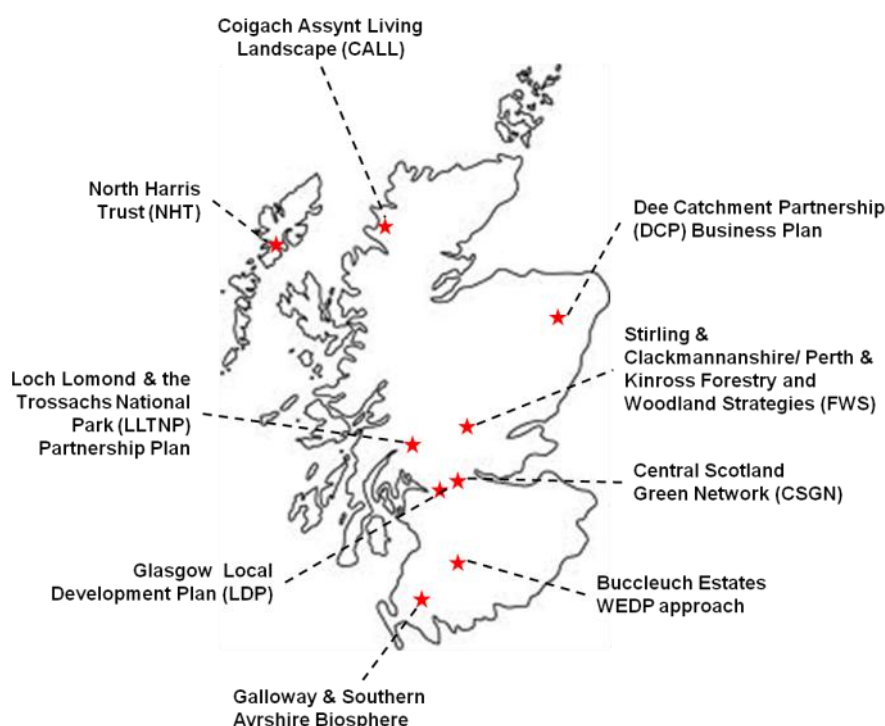 Coigach Assynt Living
Landscape (CALL)
North Harris
Trust (NHT)
Dee Catchment Partnership
(DCP) Business Plan
Stirling &
Clackmannanshire/ Perth &
Kinross Forestry and
Woodland Strategies (FWS)
Loch Lomond & the
Trossachs National
Park (LLTNP)
Partnership Plan
Central Scotland
Green Network (CSGN)
Glasgow Local
Development Plan (LDP)
Buccleuch Estates
WEDP approach
Galloway & Southern
Ayrshire Biosphere